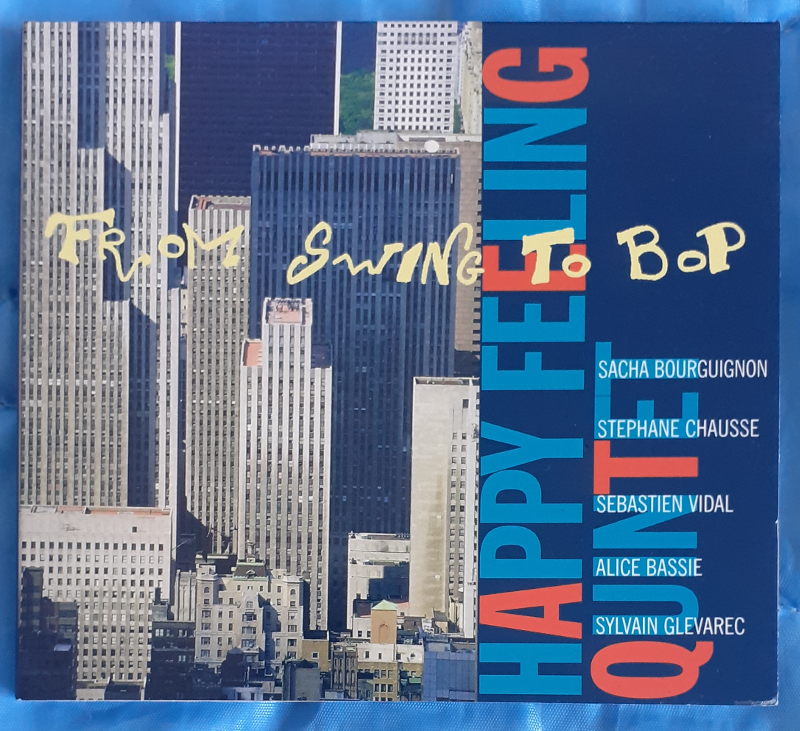 FROM SWING TO BOP
HAPPY FEELING
QUINTET
SACHA BOURGUIGNON
STEPHANE CHAUSSE
SEBASTIEN VIDAL
ALICE BASSIE
SYLVAIN GLEVAREC